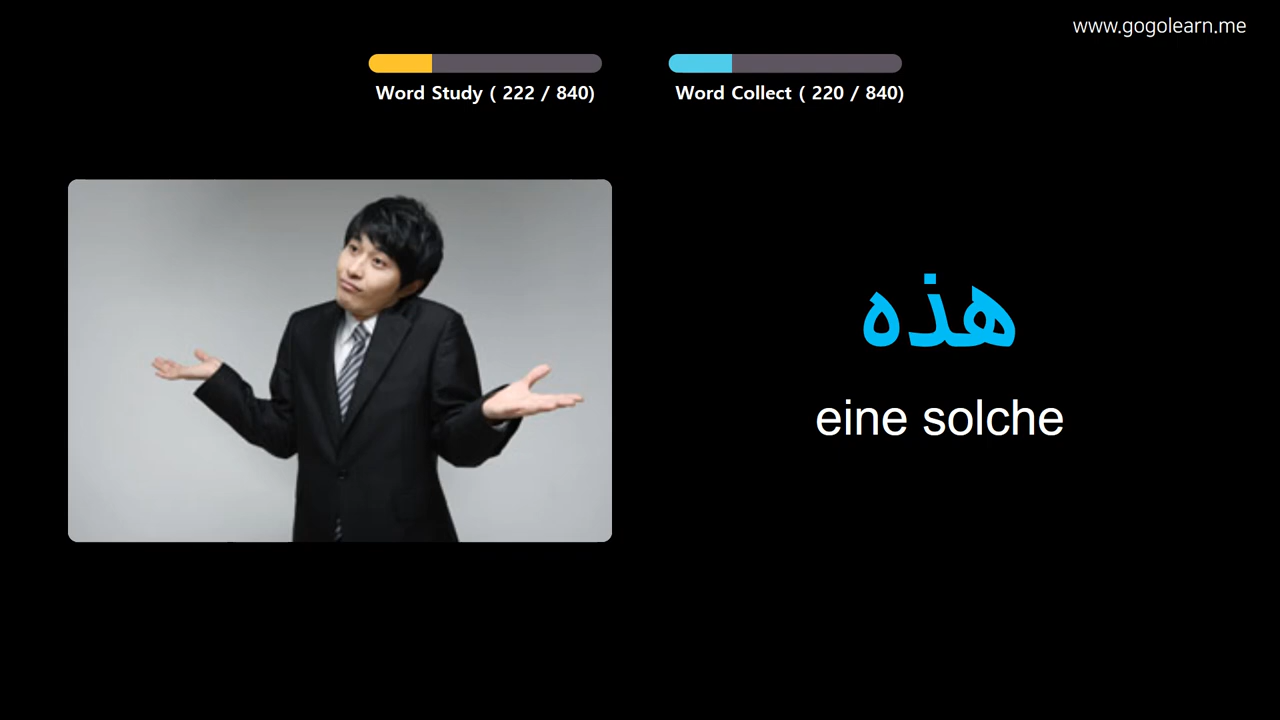 www.gogolearn.me
Word Study ( 222 / 840)
Word Collect ( 220 / 840)
هذه
eine solche